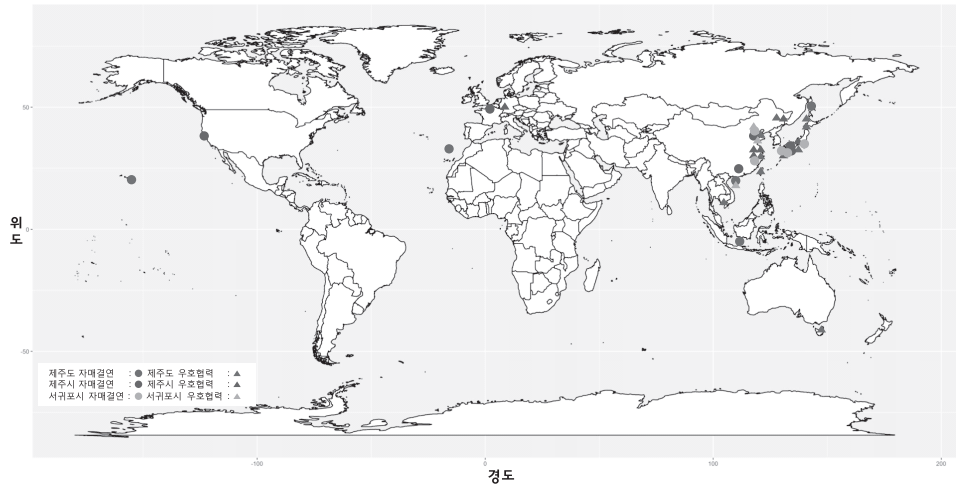 50
0
-50
위도
제주도 자매결연 : 제주도 우호협력 :
제주시 자매결연 : 제주시 우호협력 :
서귀포시 자매결연 : 서귀포시 우호협력 :
-100
0
100
200
경도